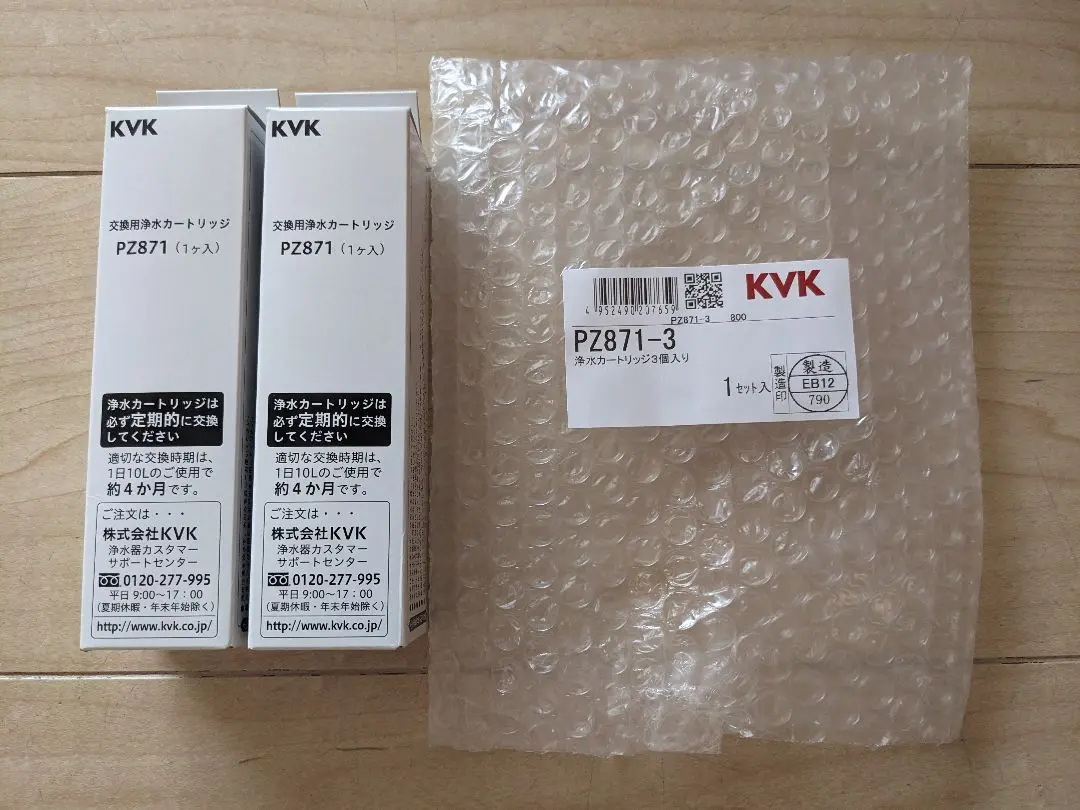 KVK
交換用浄水カートリッジ
PZ871（1ヶ入）
浄水カートリッジは
必ず定期的に交換
してください
適切な交換時期は、
1日10Lのご使用で
約4か月です。
ご注文は・・・
株式会社KVK
浄水器カスタマー
サポートセンター
0120-277-995
平日 9:00〜17：00
（夏期休暇・年末年始除く）
http://www.kvk.co.jp/
KVK
交換用浄水カートリッジ
PZ871（1ヶ入）
浄水カートリッジは
必ず定期的に交換
してください
適切な交換時期は、
1日10Lのご使用で
約4か月です。
ご注文は・・・
株式会社KVK
浄水器カスタマー
サポートセンター
0120-277-995
平日 9:00〜17：00
（夏期休暇・年末年始除く）
http://www.kvk.co.jp/
4 952490 207659
KVK
PZ871-3 800
PZ871-3
浄水カートリッジ3個入り
1セット入
製造印
製造
EB12
790